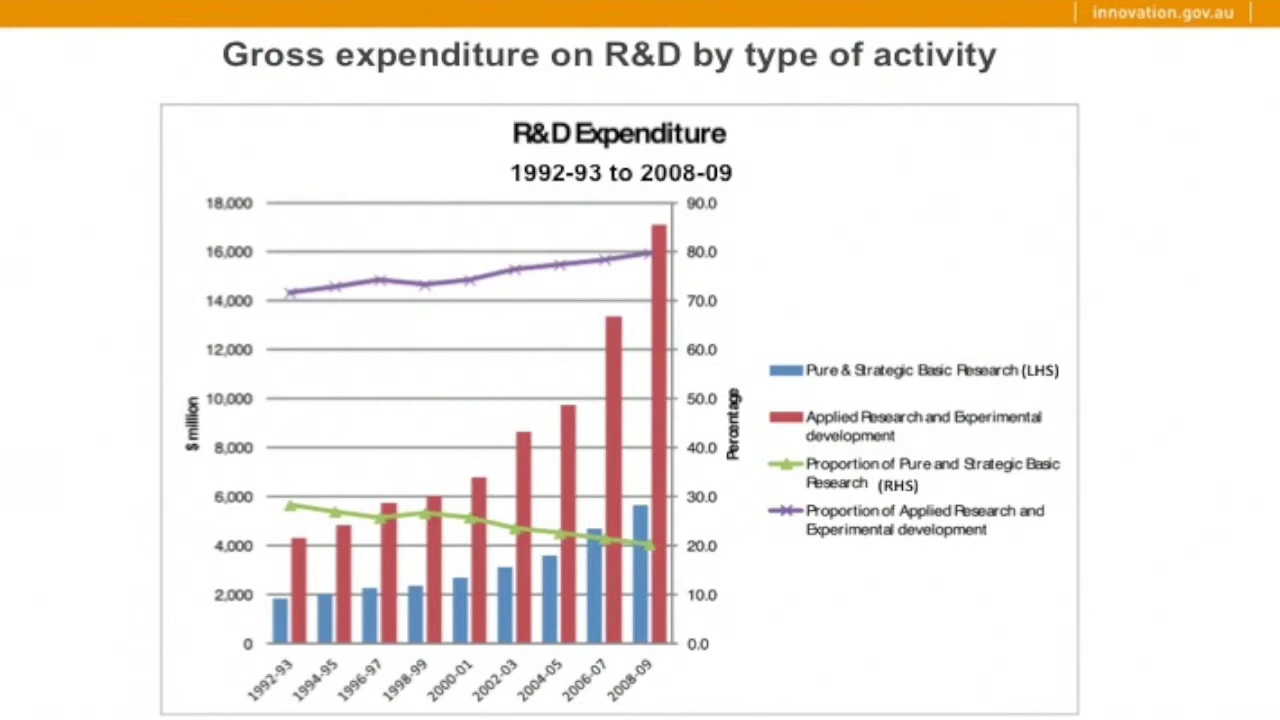 innovation.gov.au
Gross expenditure on R&D by type of activity
R&D Expenditure
1992-93 to 2008-09
18,000
16,000
14,000
12,000
10,000
8,000
6,000
4,000
2,000
0
$ million
90.0
80.0
70.0
60.0
50.0
40.0
30.0
20.0
10.0
0.0
Percentage
1992-93
1994-95
1996-97
1998-99
2000-01
2002-03
2004-05
2006-07
2008-09
Pure & Strategic Basic Research (LHS)
Applied Research and Experimental
development
Proportion of Pure and Strategic Basic
Research (RHS)
Proportion of Applied Research and
Experimental development